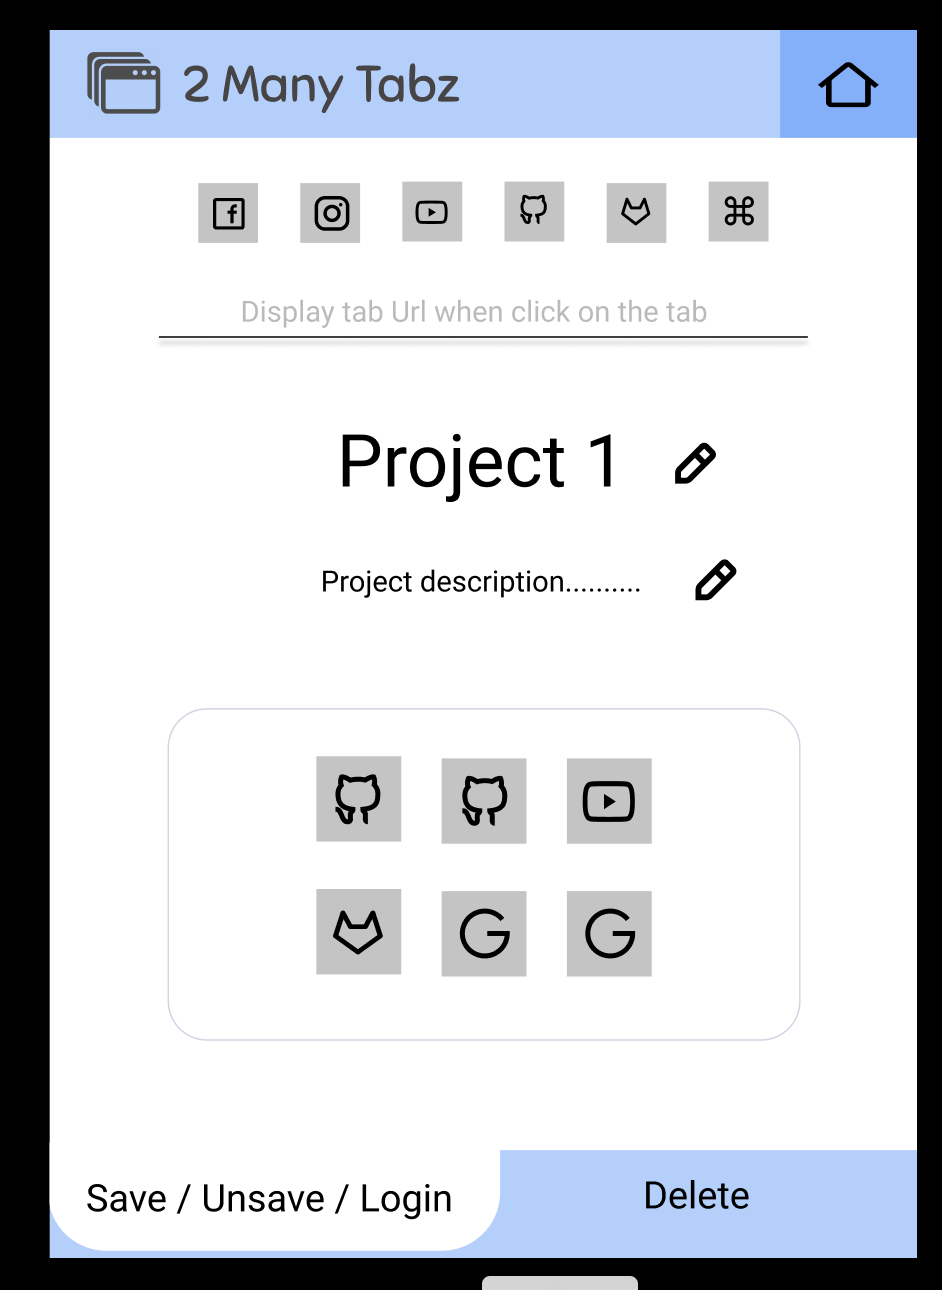 2 Many Tabz
Display tab Url when click on the tab
Project 1
Project description..........
Save / Unsave / Login
Delete